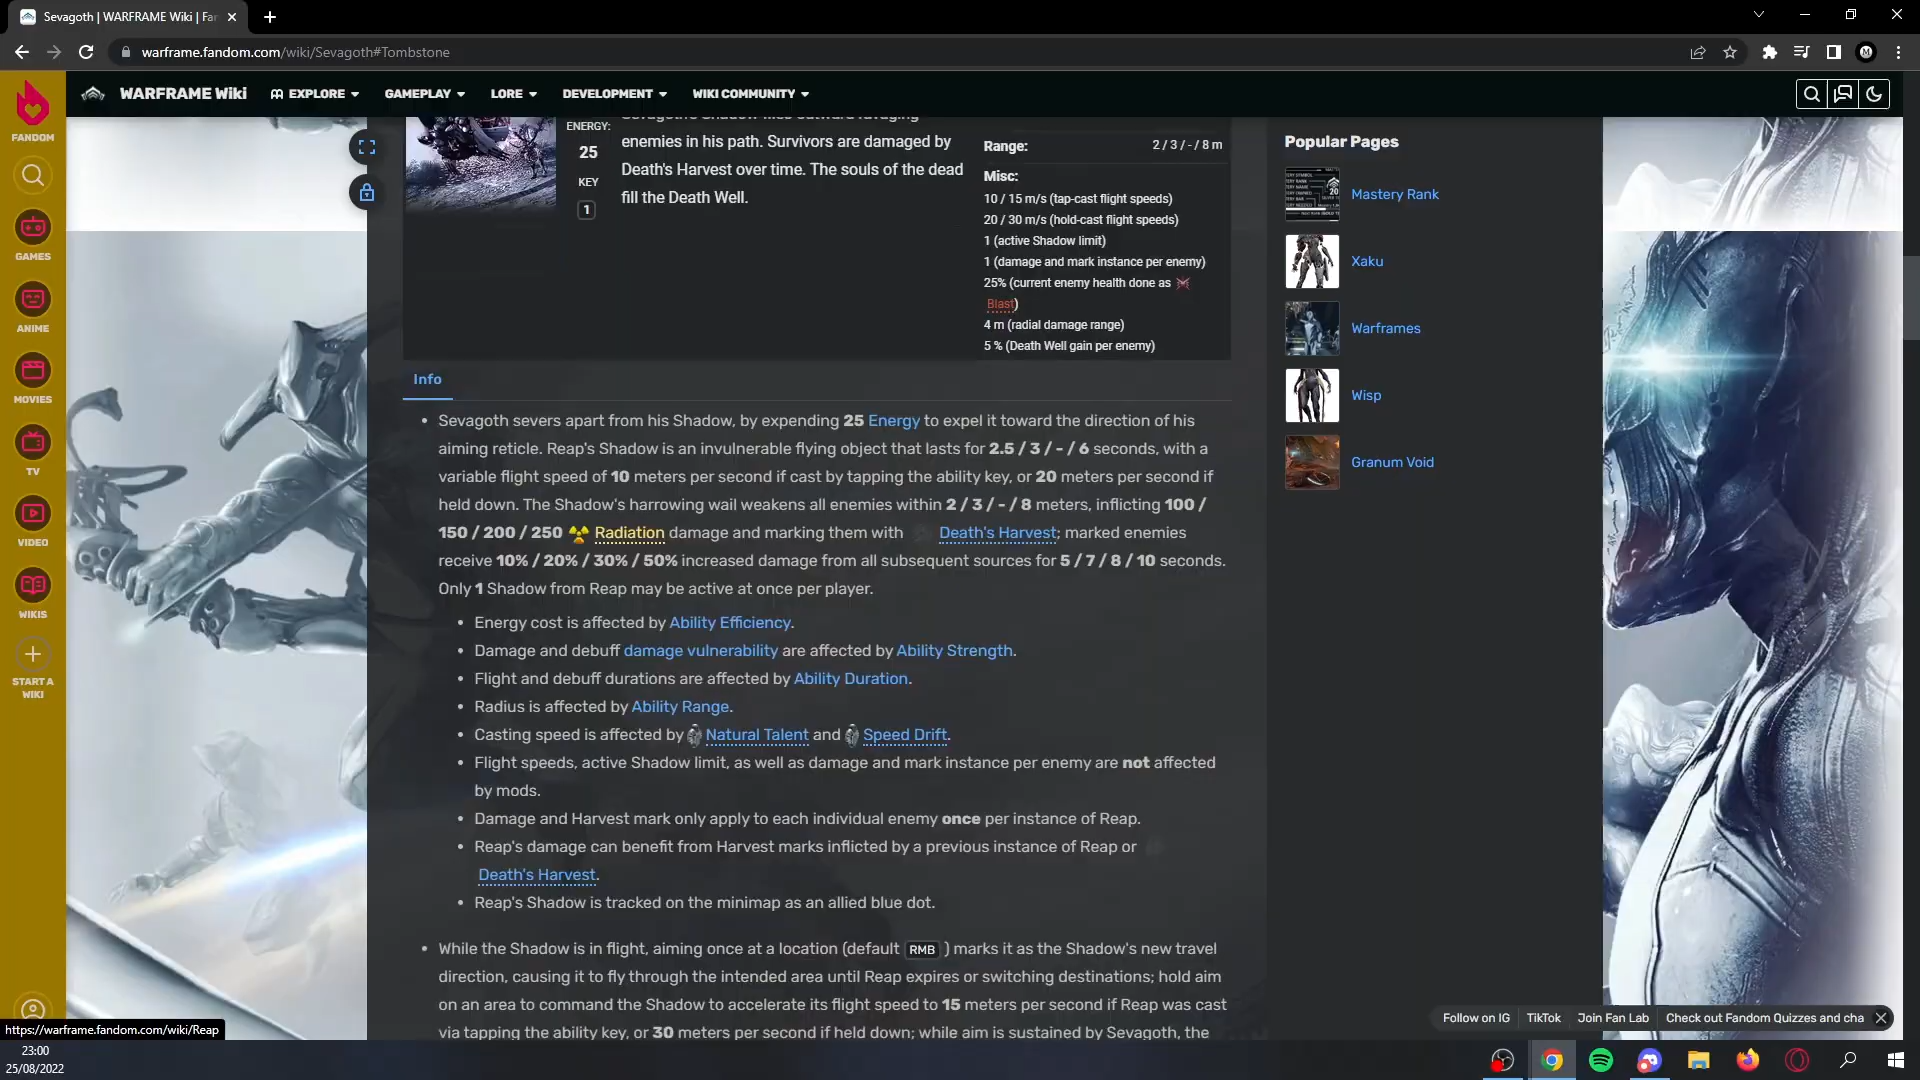 Sevagoth | WARFRAME Wiki | Fan
warframe.fandom.com/wiki/Sevagoth#Tombstone
M
FANDOM
GAMES
ANIME
MOVIES
TV
VIDEO
WIKIS
START A
WIKI
WARFRAME Wiki
EXPLORE
GAMEPLAY
LORE
DEVELOPMENT
WIKI COMMUNITY
ENERGY:
25
KEY
1
Sevagoth's Shadow flies outward ravaging
enemies in his path. Survivors are damaged by
Death's Harvest over time. The souls of the dead
fill the Death Well.
Range:
2 / 3 / - / 8 m
Misc:
10 / 15 m/s (tap-cast flight speeds)
20 / 30 m/s (hold-cast flight speeds)
1 (active Shadow limit)
1 (damage and mark instance per enemy)
25% (current enemy health done as
Blast)
4 m (radial damage range)
5 % (Death Well gain per enemy)
Popular Pages
Mastery Rank
Xaku
Warframes
Wisp
Granum Void
Info
• Sevagoth severs apart from his Shadow, by expending 25 Energy to expel it toward the direction of his
aiming reticle. Reap's Shadow is an invulnerable flying object that lasts for 2.5 / 3 / - / 6 seconds, with a
variable flight speed of 10 meters per second if cast by tapping the ability key, or 20 meters per second if
held down. The Shadow's harrowing wail weakens all enemies within 2 / 3 / - / 8 meters, inflicting 100 /
150 / 200 / 250 Radiation damage and marking them with Death's Harvest; marked enemies
receive 10% / 20% / 30% / 50% increased damage from all subsequent sources for 5 / 7 / 8 / 10 seconds.
Only 1 Shadow from Reap may be active at once per player.
• Energy cost is affected by Ability Efficiency.
• Damage and debuff damage vulnerability are affected by Ability Strength.
• Flight and debuff durations are affected by Ability Duration.
• Radius is affected by Ability Range.
• Casting speed is affected by Natural Talent and Speed Drift.
• Flight speeds, active Shadow limit, as well as damage and mark instance per enemy are not affected
by mods.
• Damage and Harvest mark only apply to each individual enemy once per instance of Reap.
• Reap's damage can benefit from Harvest marks inflicted by a previous instance of Reap or
Death's Harvest.
• Reap's Shadow is tracked on the minimap as an allied blue dot.
• While the Shadow is in flight, aiming once at a location (default RMB ) marks it as the Shadow's new travel
direction, causing it to fly through the intended area until Reap expires or switching destinations; hold aim
on an area to command the Shadow to accelerate its flight speed to 15 meters per second if Reap was cast
via tapping the ability key, or 30 meters per second if held down; while aim is sustained by Sevagoth, the
Follow on IG
TikTok
Join Fan Lab
Check out Fandom Quizzes and cha
https://warframe.fandom.com/wiki/Reap
23:00
25/08/2022